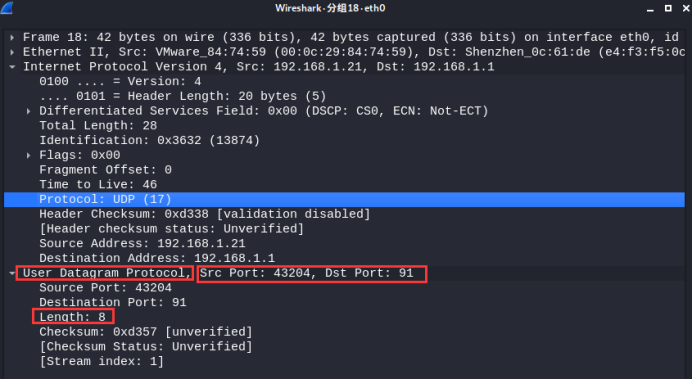 Wireshark·分组18·eth0
Frame 18: 42 bytes on wire (336 bits), 42 bytes captured (336 bits) on interface eth0, id
Ethernet II, Src: VMware_84:74:59 (00:0c:29:84:74:59), Dst: Shenzhen_0c:61:de (e4:f3:f5:0c
Internet Protocol Version 4, Src: 192.168.1.21, Dst: 192.168.1.1
0100 .... = Version: 4
.... 0101 = Header Length: 20 bytes (5)
Differentiated Services Field: 0x00 (DSCP: CS0, ECN: Not-ECT)
Total Length: 28
Identification: 0x3632 (13874)
Flags: 0x00
Fragment Offset: 0
Time to Live: 46
Protocol: UDP (17)
Header Checksum: 0xd338 [validation disabled]
[Header checksum status: Unverified]
Source Address: 192.168.1.21
Destination Address: 192.168.1.1
User Datagram Protocol, Src Port: 43204, Dst Port: 91
Source Port: 43204
Destination Port: 91
Length: 8
Checksum: 0xd357 [unverified]
[Checksum Status: Unverified]
[Stream index: 1]